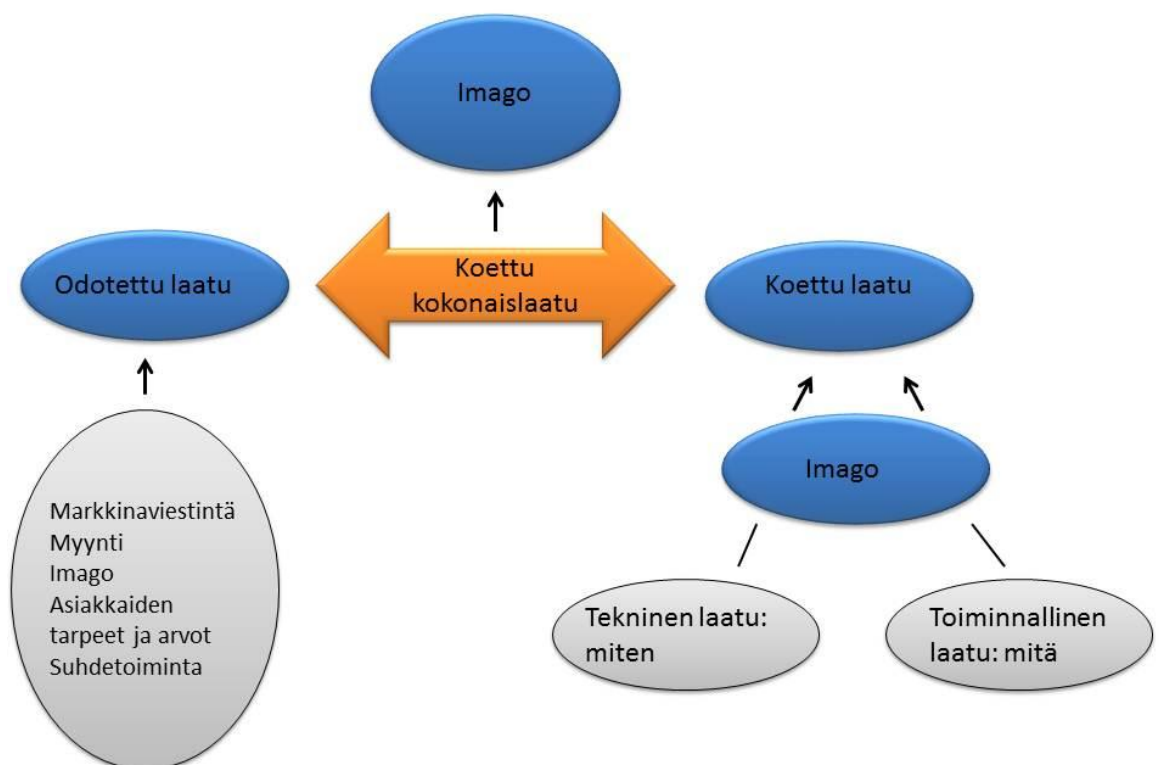 Imago
Odotettu laatu
Koettu
kokonaislaatu
Koettu laatu
Markkinaviestintä
Myynti
Imago
Asiakkaiden
tarpeet ja arvot
Suhdetoiminta
Imago
Tekninen laatu:
miten
Toiminnallinen
laatu: mitä